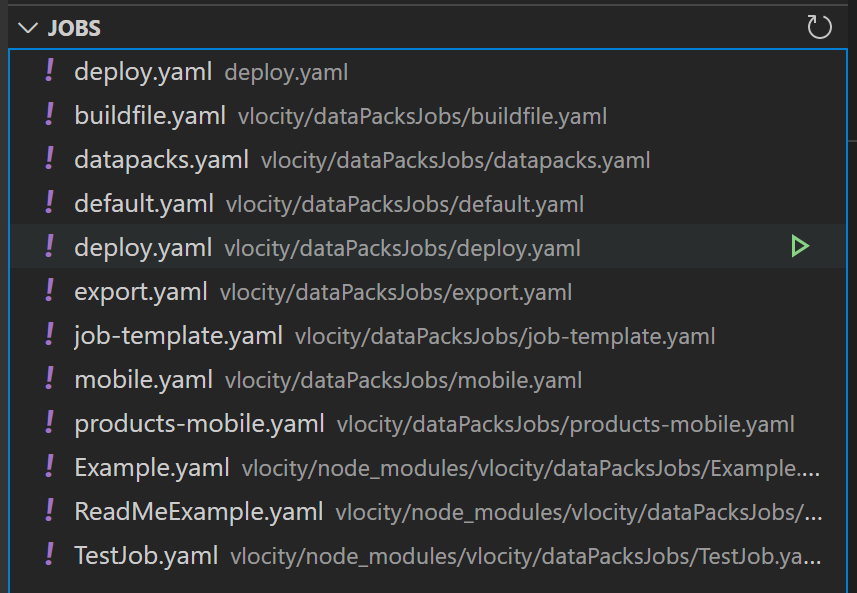 JOBS
! deploy.yaml deploy.yaml
! buildfile.yaml vlocity/dataPacksJobs/buildfile.yaml
! datapacks.yaml vlocity/dataPacksJobs/datapacks.yaml
! default.yaml vlocity/dataPacksJobs/default.yaml
! deploy.yaml vlocity/dataPacksJobs/deploy.yaml
! export.yaml vlocity/dataPacksJobs/export.yaml
! job-template.yaml vlocity/dataPacksJobs/job-template.yaml
! mobile.yaml vlocity/dataPacksJobs/mobile.yaml
! products-mobile.yaml vlocity/dataPacksJobs/products-mobile.yaml
! Example.yaml vlocity/node_modules/vlocity/dataPacksJobs/Example....
! ReadMeExample.yaml vlocity/node_modules/vlocity/dataPacksJobs/...
! TestJob.yaml vlocity/node_modules/vlocity/dataPacksJobs/TestJob.ya...